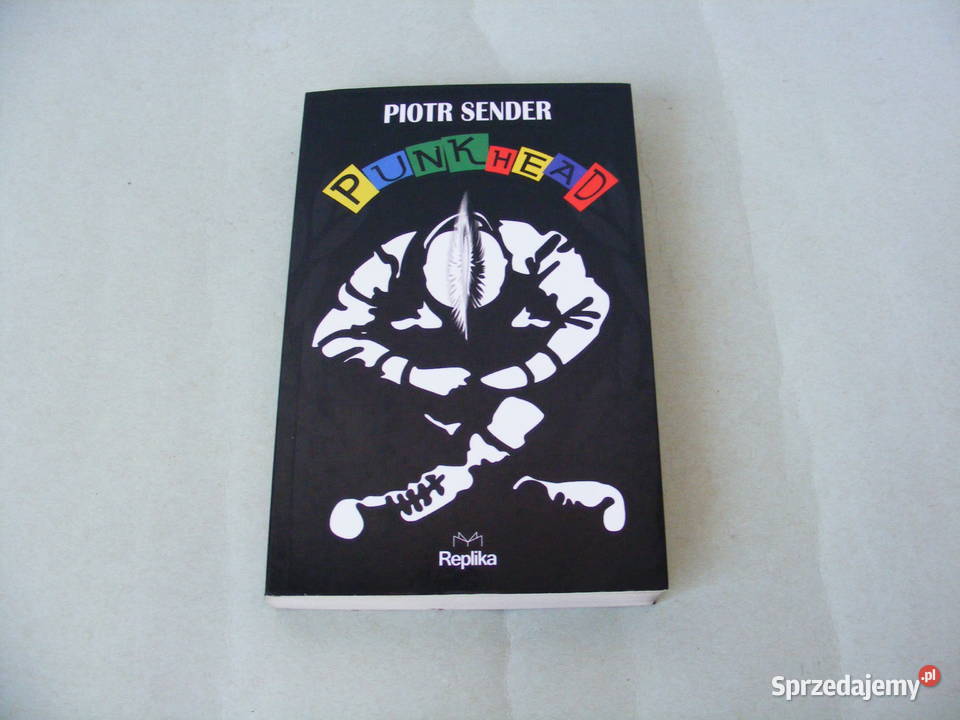 PIOTR SENDER
PUNKHEAD
Replika
Sprzedajemy.pl